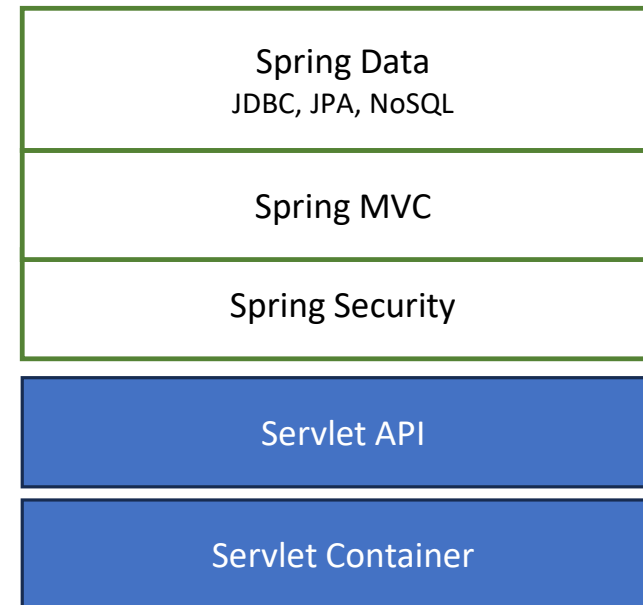 Spring Data
JDBC, JPA, NoSQL
Spring MVC
Spring Security
Servlet API
Servlet Container